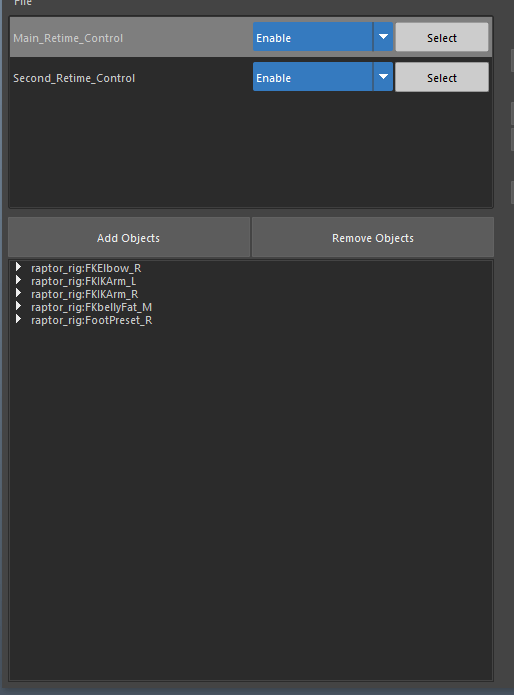 File
Main_Retime_Control Enable Select
Second_Retime_Control Enable Select
Add Objects Remove Objects
raptor_rig:FKElbow_R
raptor_rig:FKIKArm_L
raptor_rig:FKIKArm_R
raptor_rig:FKbellyFat_M
raptor_rig:FootPreset_R